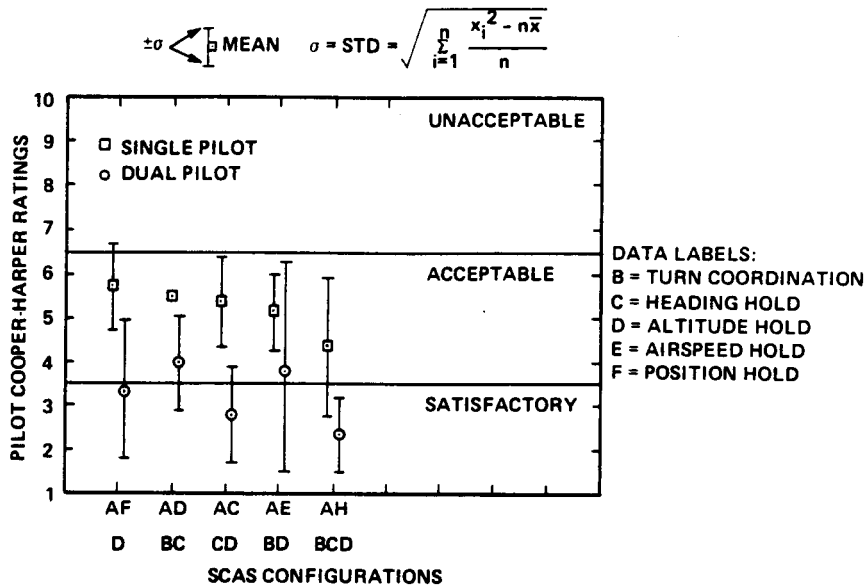 ±σ MEAN σ = STD = √ n Σ i=1 x_i² - nx̄ / n
PILOT COOPER-HARPER RATINGS
10
9
8
7
6
5
4
3
2
1
UNACCEPTABLE
SINGLE PILOT
DUAL PILOT
ACCEPTABLE
SATISFACTORY
DATA LABELS:
B = TURN COORDINATION
C = HEADING HOLD
D = ALTITUDE HOLD
E = AIRSPEED HOLD
F = POSITION HOLD
AF AD AC AE AH
D BC CD BD BCD
SCAS CONFIGURATIONS